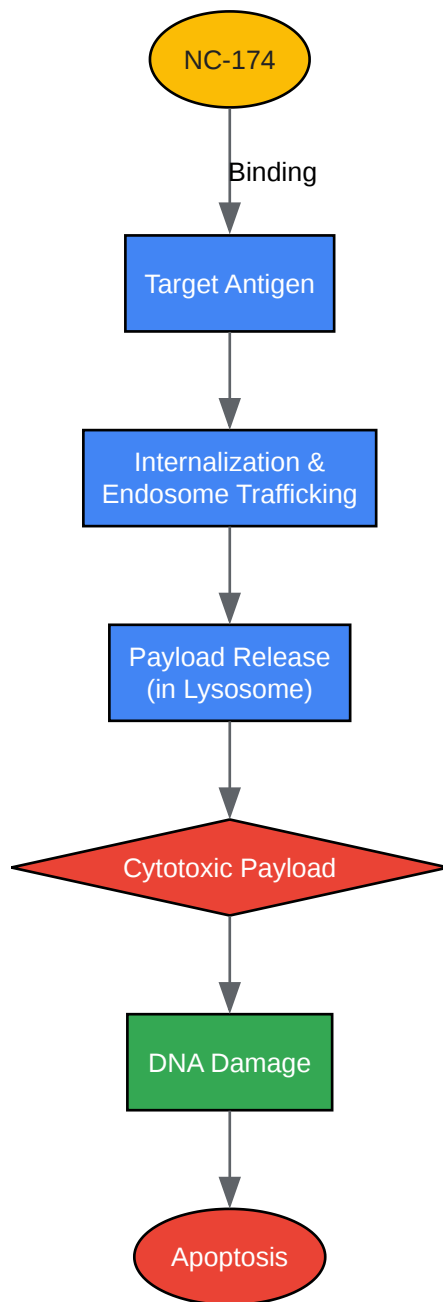 NC-174
Binding
Target Antigen
Internalization &
Endosome Trafficking
Payload Release
(in Lysosome)
Cytotoxic Payload
DNA Damage
Apoptosis